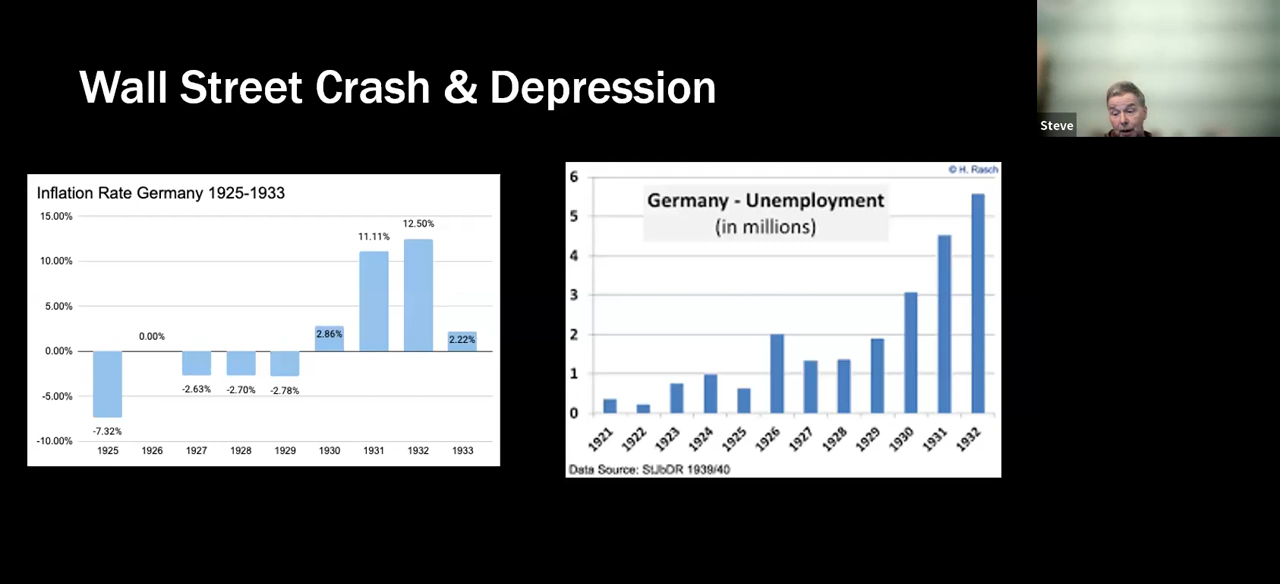 Wall Street Crash & Depression
Steve
Inflation Rate Germany 1925-1933
15.00%
10.00%
5.00%
0.00%
-5.00%
-10.00%
-7.32%
0.00%
-2.63%
-2.70%
-2.78%
2.86%
11.11%
12.50%
2.22%
1925 1926 1927 1928 1929 1930 1931 1932 1933
© H. Rasch
Germany - Unemployment
(in millions)
6
5
4
3
2
1
0
1921 1922 1923 1924 1925 1926 1927 1928 1929 1930 1931 1932
Data Source: StJbDR 1939/40